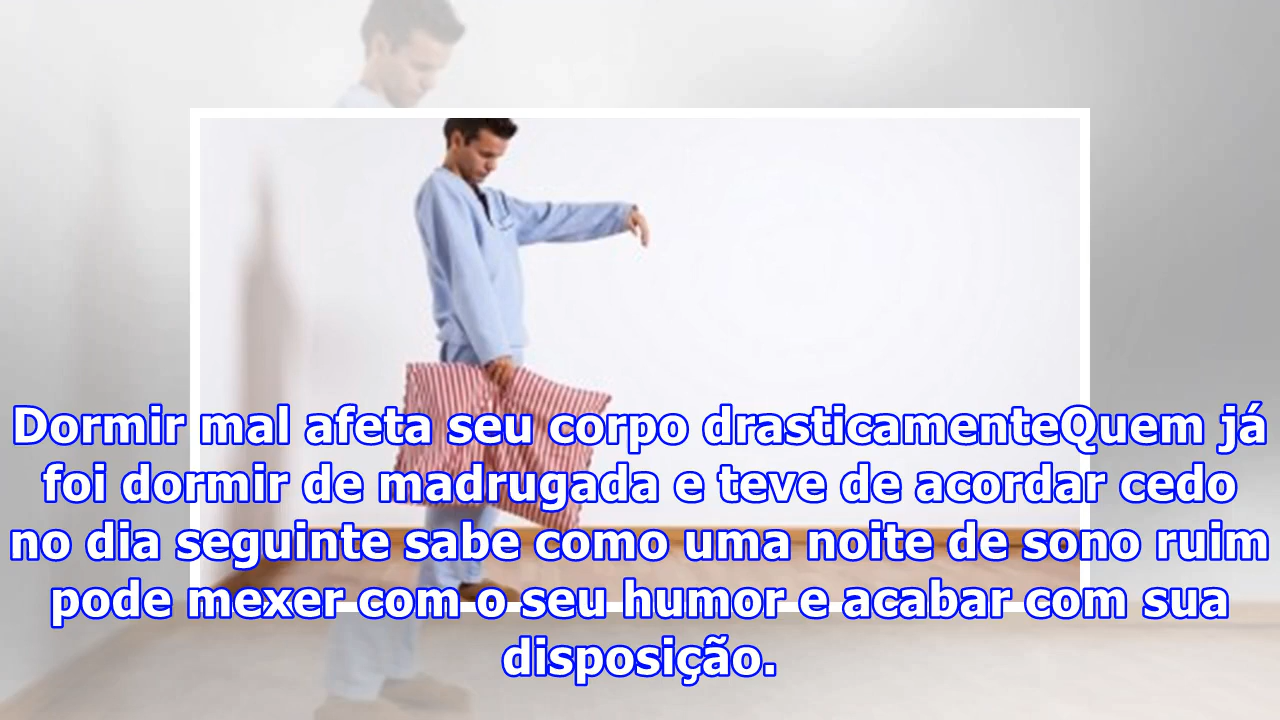 Dormir mal afeta seu corpo drasticamenteQuem já
foi dormir de madrugada e teve de acordar cedo
no dia seguinte sabe como uma noite de sono ruim
pode mexer com o seu humor e acabar com sua
disposição.